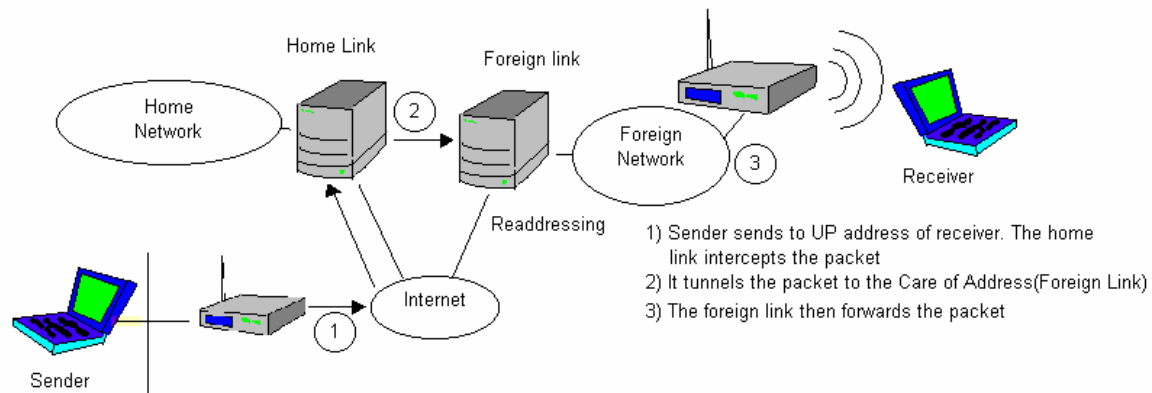 Home Link
Foreign link
Home
Network
2
Foreign
Network
3
Receiver
Readdressing
Internet
1
Sender
1) Sender sends to UP address of receiver. The home
link intercepts the packet
2) It tunnels the packet to the Care of Address(Foreign Link)
3) The foreign link then forwards the packet